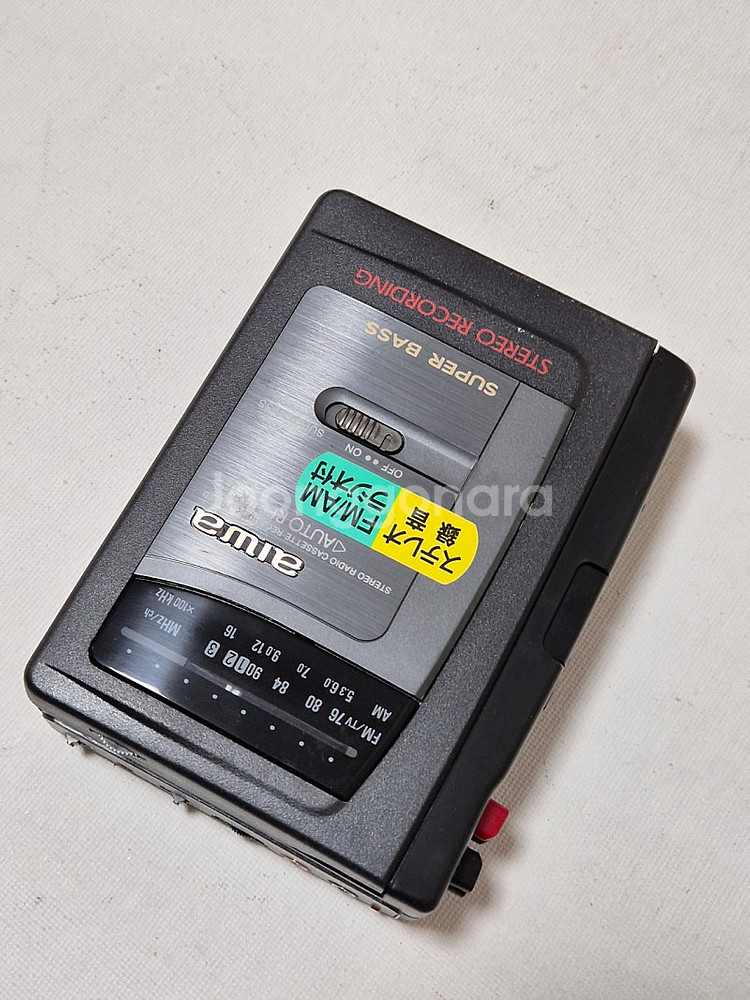 STEREO RECORDING
SUPER BASS
OFF ON
FM/AM
ラジオ付
ステレオ
録音
aiwa
AUTO
STEREO RADIO CASSETTE
MHz/ch
×100 kHz
FM/TV 76 80 84 90 1 2 3
AM 5.3 6.0 7.0 9.0 12 16
Joonggonara